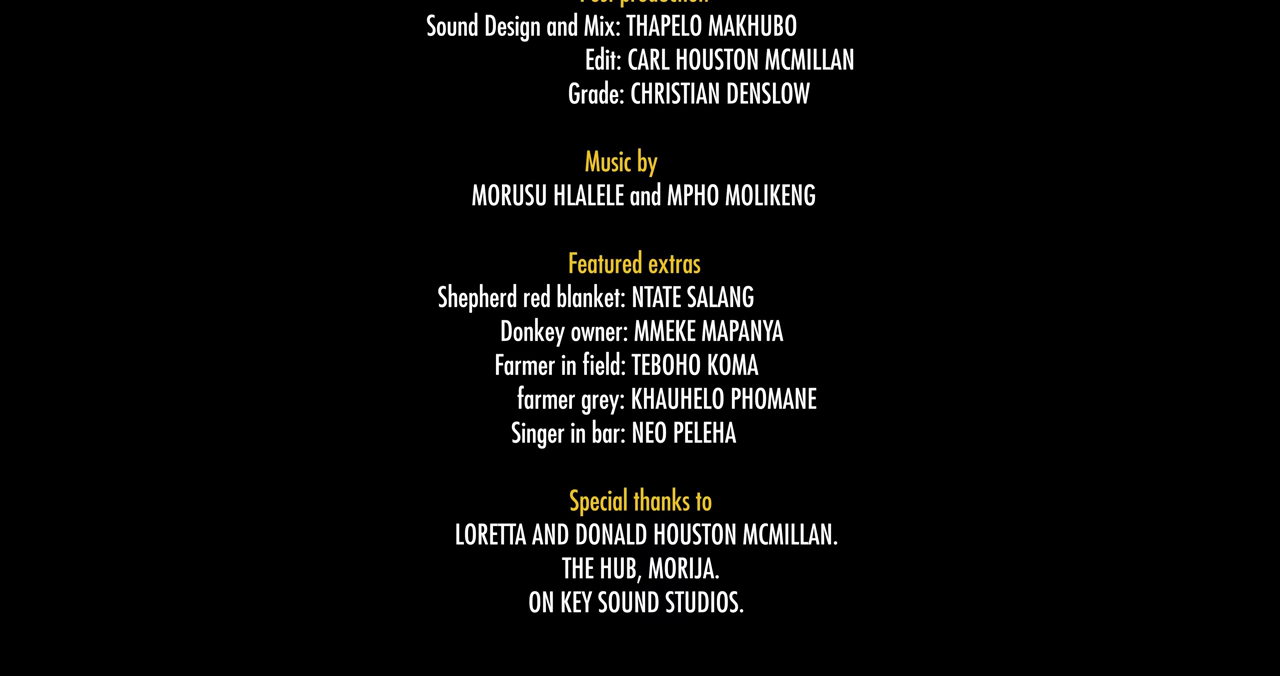 Post production
Sound Design and Mix: THAPELO MAKHUBO
Edit: CARL HOUSTON MCMILLAN
Grade: CHRISTIAN DENSLOW
Music by
MORUSU HLALELE and MPHO MOLIKENG
Featured extras
Shepherd red blanket: NTATE SALANG
Donkey owner: MMEKE MAPANYA
Farmer in field: TEBOHO KOMA
farmer grey: KHAUHELO PHOMANE
Singer in bar: NEO PELEHA
Special thanks to
LORETTA AND DONALD HOUSTON MCMILLAN.
THE HUB, MORIJA.
ON KEY SOUND STUDIOS.